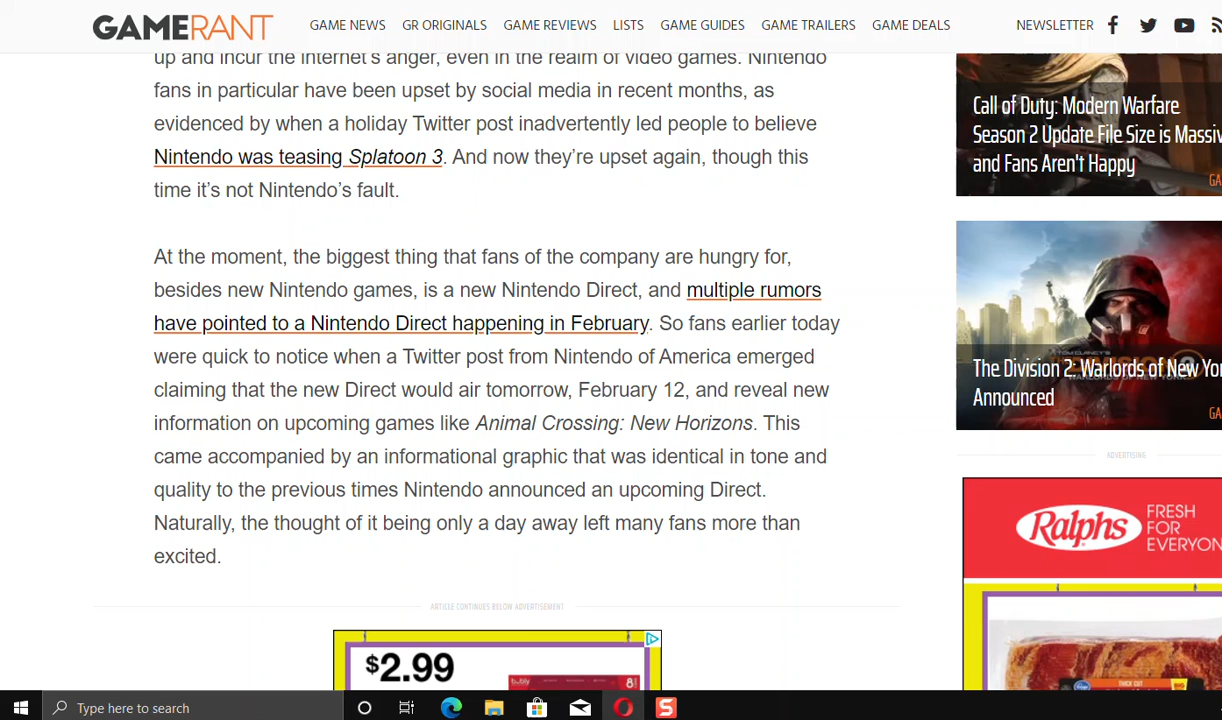 GAMERANT
GAME NEWS GR ORIGINALS GAME REVIEWS LISTS GAME GUIDES GAME TRAILERS GAME DEALS NEWSLETTER
up and incur the internet's anger, even in the realm of video games. Nintendo
fans in particular have been upset by social media in recent months, as
evidenced by when a holiday Twitter post inadvertently led people to believe
Nintendo was teasing Splatoon 3. And now they're upset again, though this
time it's not Nintendo's fault.
At the moment, the biggest thing that fans of the company are hungry for,
besides new Nintendo games, is a new Nintendo Direct, and multiple rumors
have pointed to a Nintendo Direct happening in February. So fans earlier today
were quick to notice when a Twitter post from Nintendo of America emerged
claiming that the new Direct would air tomorrow, February 12, and reveal new
information on upcoming games like Animal Crossing: New Horizons. This
came accompanied by an informational graphic that was identical in tone and
quality to the previous times Nintendo announced an upcoming Direct.
Naturally, the thought of it being only a day away left many fans more than
excited.
ARTICLE CONTINUES BELOW ADVERTISEMENT
$2.99
bubly
8
Call of Duty: Modern Warfare
Season 2 Update File Size is Massiv
and Fans Aren't Happy
GA
The Division 2: Warlords of New Yor
Announced
GA
ADVERTISING
Ralphs
FRESH
FOR
EVERYON
THICK CUT
Type here to search